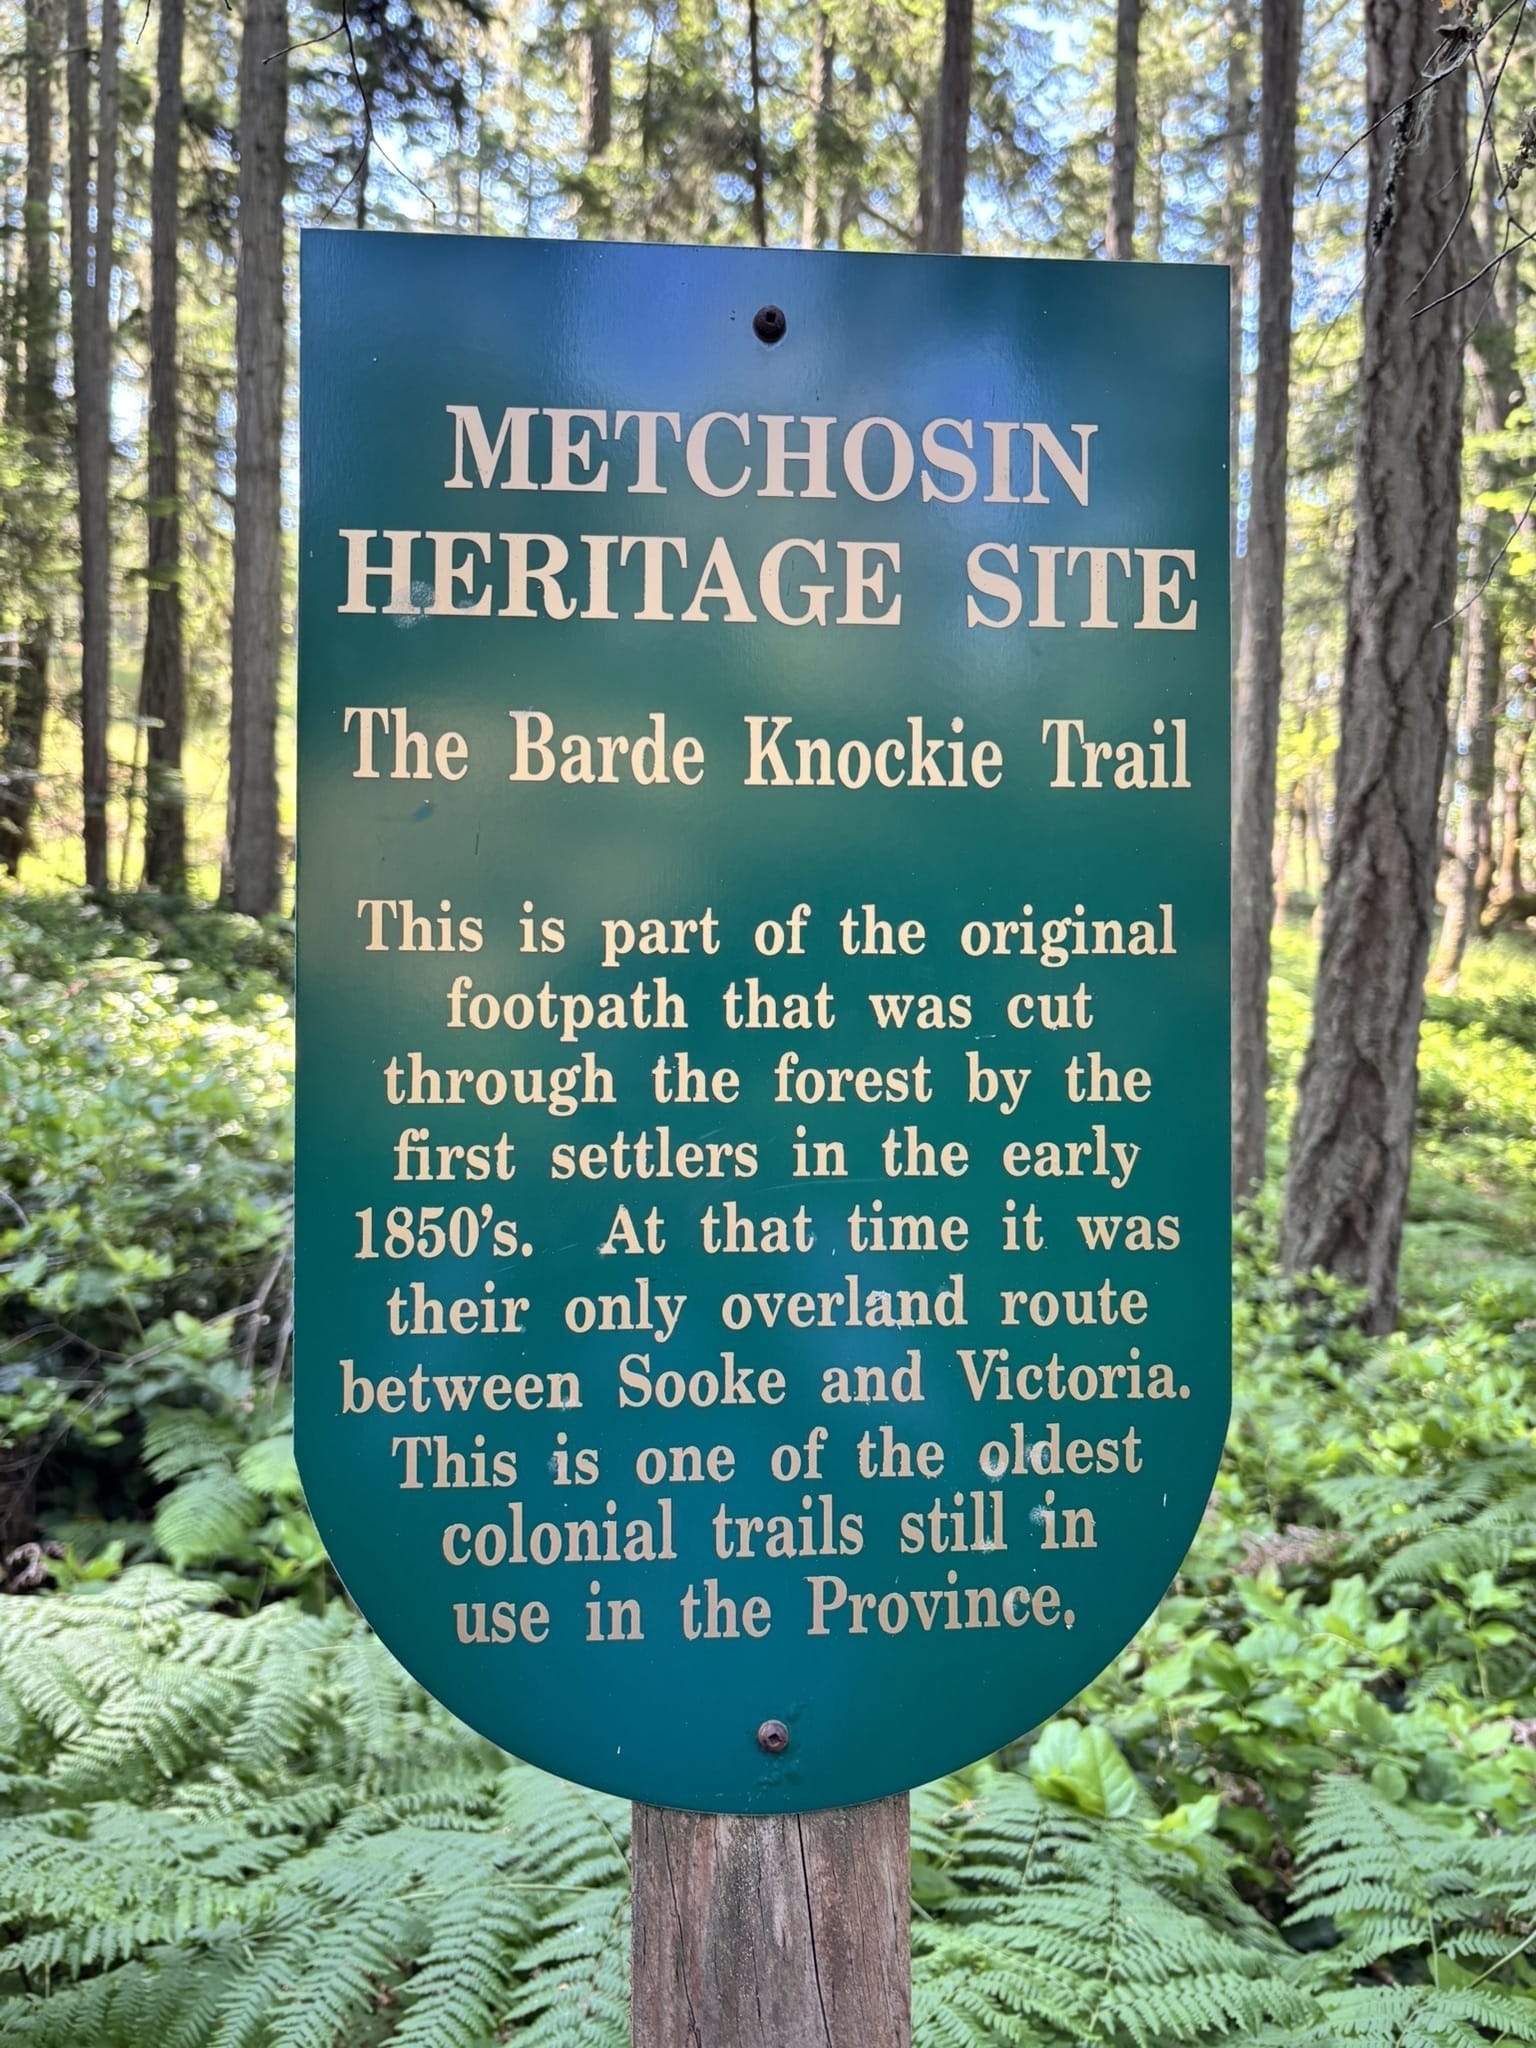 METCHOSIN
HERITAGE SITE
The Barde Knockie Trail
This is part of the original
footpath that was cut
through the forest by the
first settlers in the early
1850's. At that time it was
their only overland route
between Sooke and Victoria.
This is one of the oldest
colonial trails still in
use in the Province.